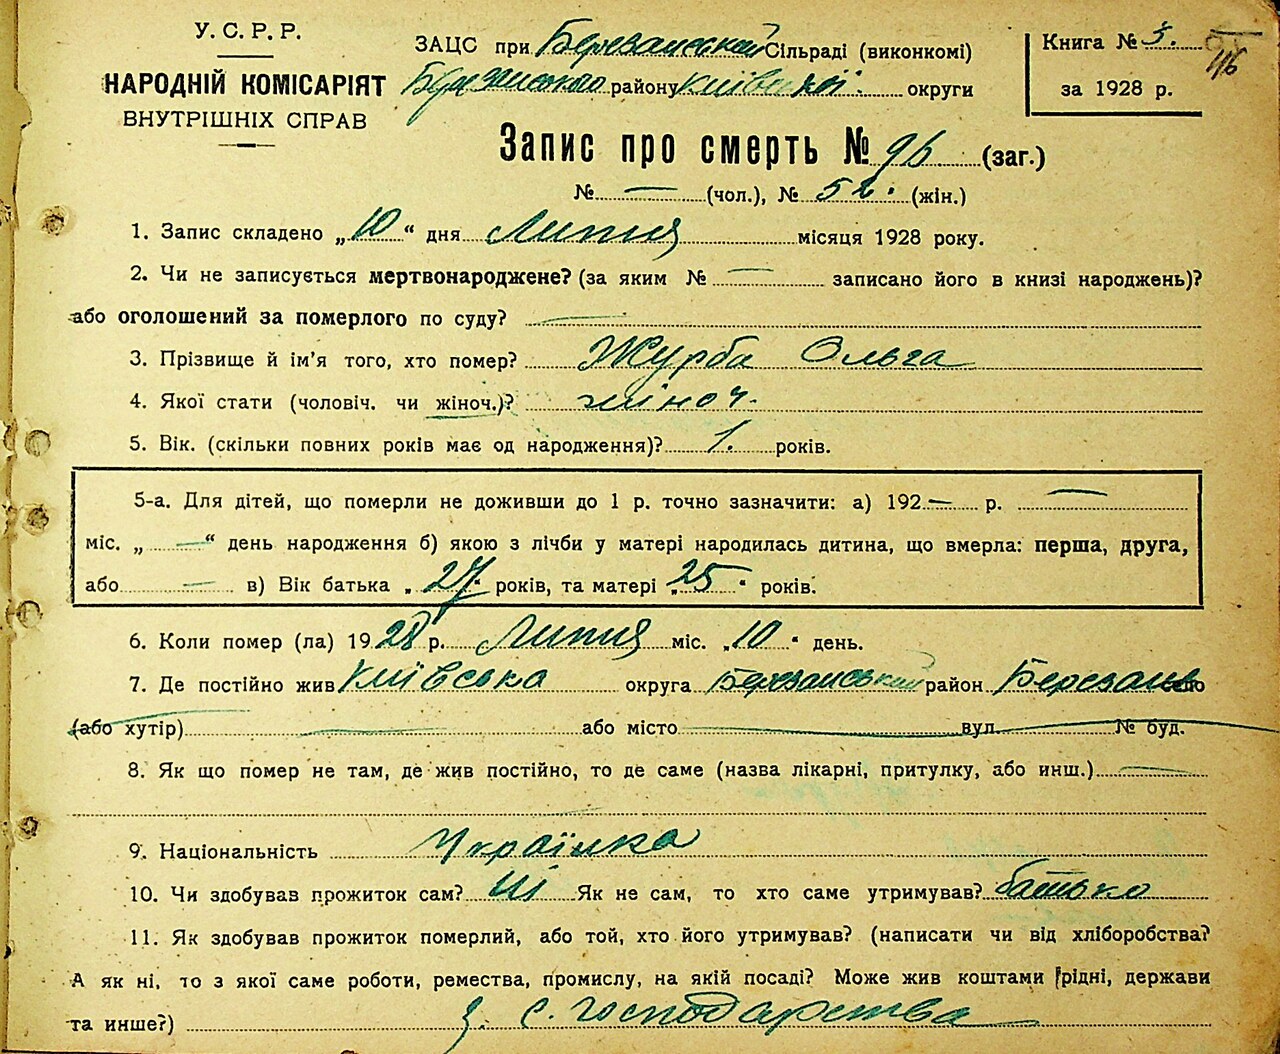 У. С. Р. Р.
НАРОДНІЙ КОМІСАРІЯТ
ВНУТРІШНІХ СПРАВ
ЗАЦС при Березанській Сільраді (виконкомі)
району Київської округи
Книга № 3.
за 1928 р.
Запис про смерть № 96 (заг.)
№ — (чол.), № 52. (жін.)
1. Запис складено „10“ дня Липня місяця 1928 року.
2. Чи не записується мертвонароджене? (за яким № — записано його в книзі народжень)?
або оголошений за померлого по суду? —
3. Прізвище й ім’я того, хто помер? Журба Ольга
4. Якої стати (чоловіч. чи жіноч.)? жіноч.
5. Вік. (скільки повних років має од народження)? 1. років.
5-а. Для дітей, що померли не доживши до 1 р. точно зазначити: а) 192 — р. —
міс. „ — “ день народження б) якою з лічби у матері народилась дитина, що вмерла: перша, друга,
або — в) Вік батька „27“ років, та матері „25“ років.
6. Коли помер (ла) 1928 р. Липня міс. „10“ день.
7. Де постійно жив Київська округа Березанський район Березань село
(або хутір) — або місто — вул. — № буд.
8. Як що помер не там, де жив постійно, то де саме (назва лікарні, притулку, або инш.) —
9. Національність Українка
10. Чи здобував прожиток сам? Ні Як не сам, то хто саме утримував? батько
11. Як здобував прожиток померлий, або той, хто його утримував? (написати чи від хліборобства?
А як ні, то з якої саме роботи, ремества, промислу, на якій посаді? Може жив коштами рідні, держави
та инше?) з. с. господарства